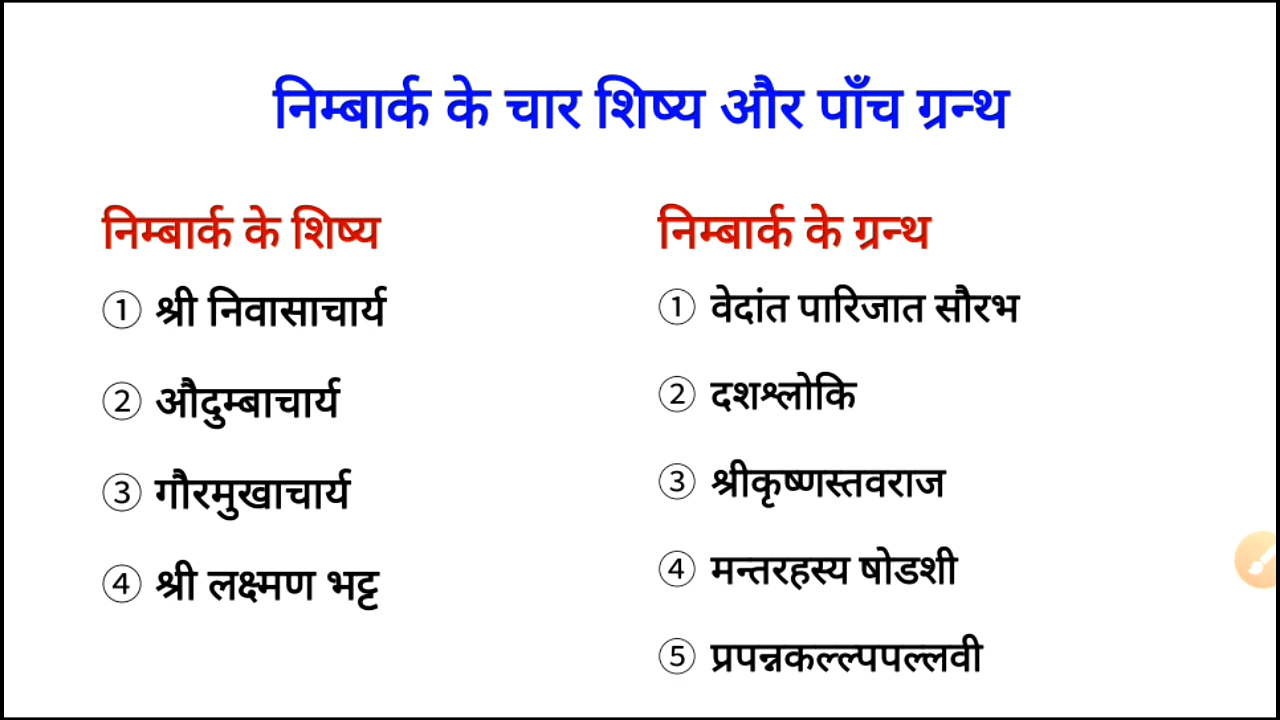 निम्बार्क के चार शिष्य और पाँच ग्रन्थ
निम्बार्क के शिष्य
① श्री निवासाचार्य
② औदुम्बाचार्य
③ गौरमुखाचार्य
④ श्री लक्ष्मण भट्ट
निम्बार्क के ग्रन्थ
① वेदांत पारिजात सौरभ
② दशश्लोकि
③ श्रीकृष्णस्तवराज
④ मन्तरहस्य षोडशी
⑤ प्रपन्नकल्ल्पपल्लवी